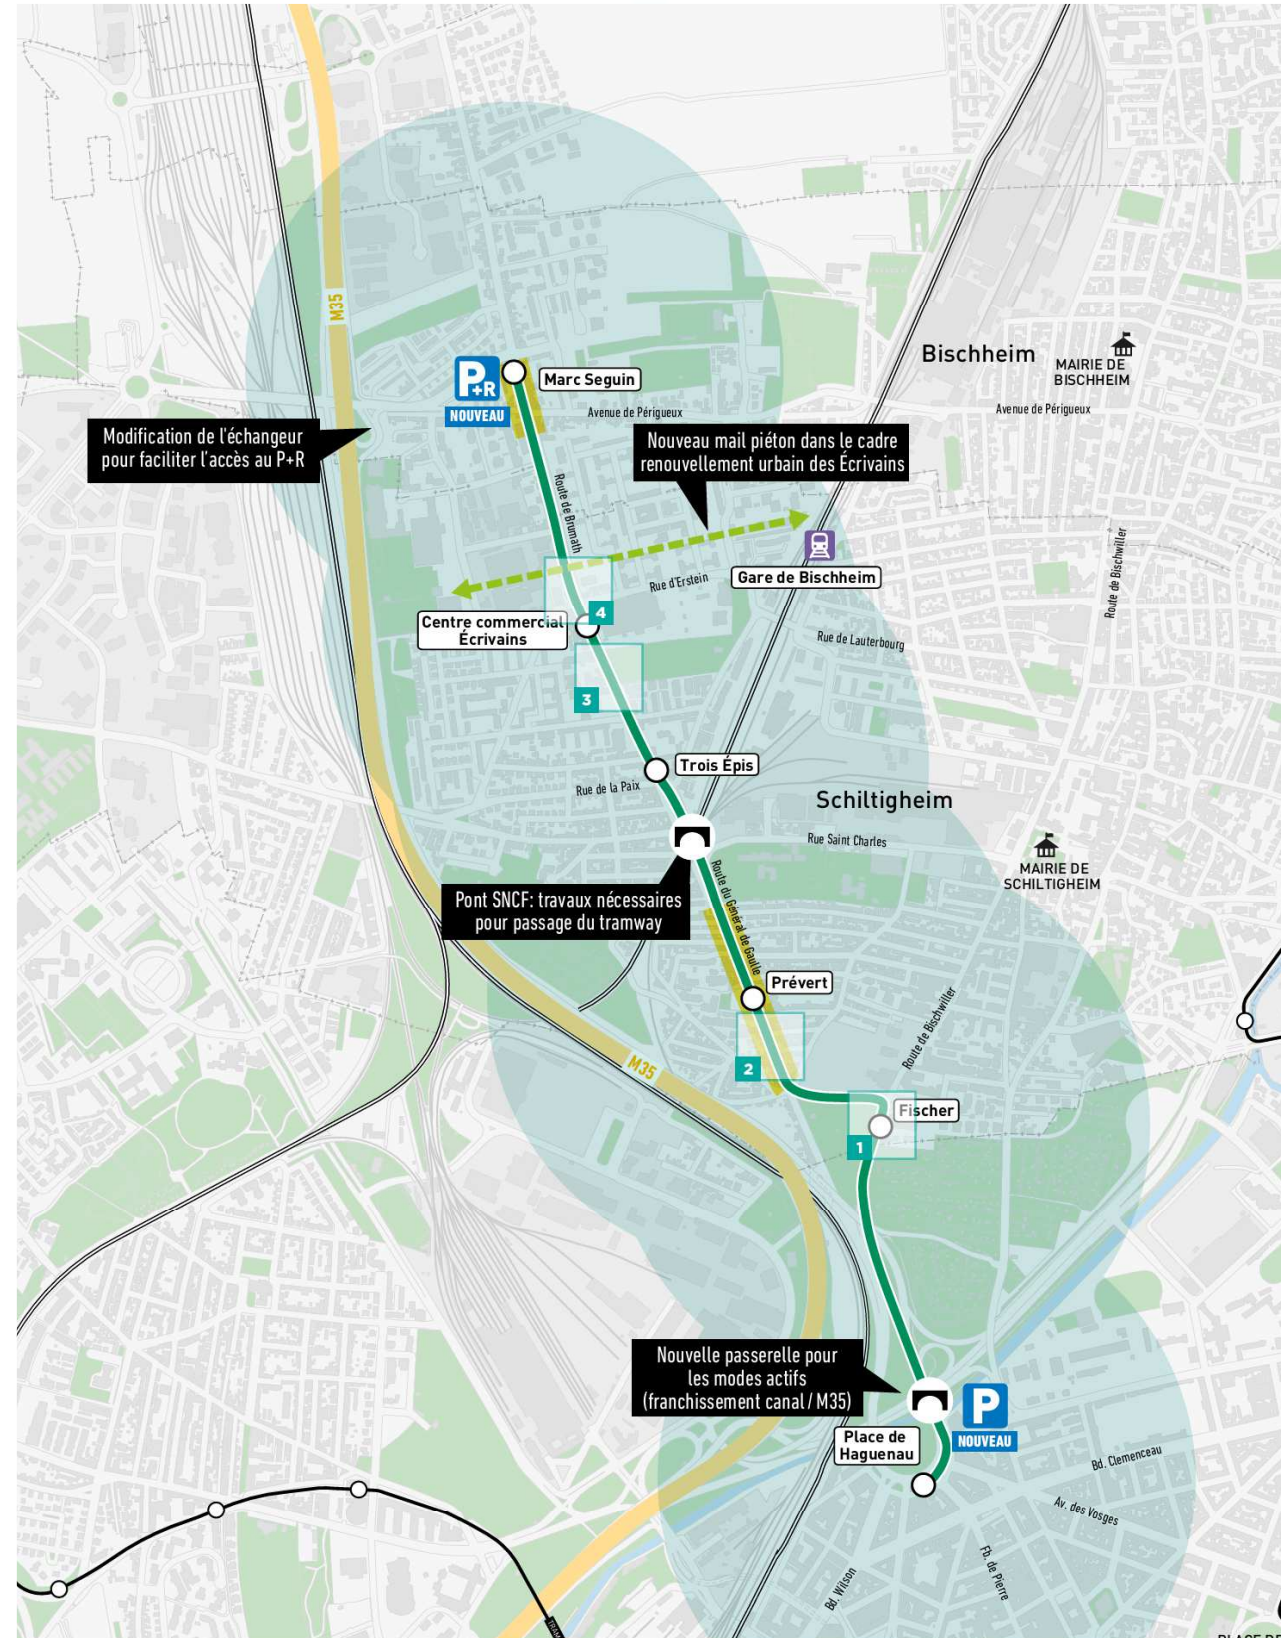 M35
Bischheim
MAIRIE DE
BISCHHEIM
P+R
NOUVEAU
Marc Seguin
Avenue de Périgueux
Avenue de Périgueux
Modification de l'échangeur
pour faciliter l'accès au P+R
Nouveau mail piéton dans le cadre
renouvellement urbain des Écrivains
Route de Brumath
Route de Bischwiller
Gare de Bischheim
Rue d'Erstein
4
Centre commercial
Écrivains
Rue de Lauterbourg
3
Trois Épis
Rue de la Paix
Schiltigheim
Rue Saint Charles
MAIRIE DE
SCHILTIGHEIM
Pont SNCF: travaux nécessaires
pour passage du tramway
Route du Général de Gaulle
Prévert
Route de Bischwiller
M35
2
Fischer
1
Nouvelle passerelle pour
les modes actifs
(franchissement canal / M35)
P
NOUVEAU
Place de
Haguenau
Bd. Clemenceau
Av. des Vosges
Fb. de Pierre
Bd. Wilson